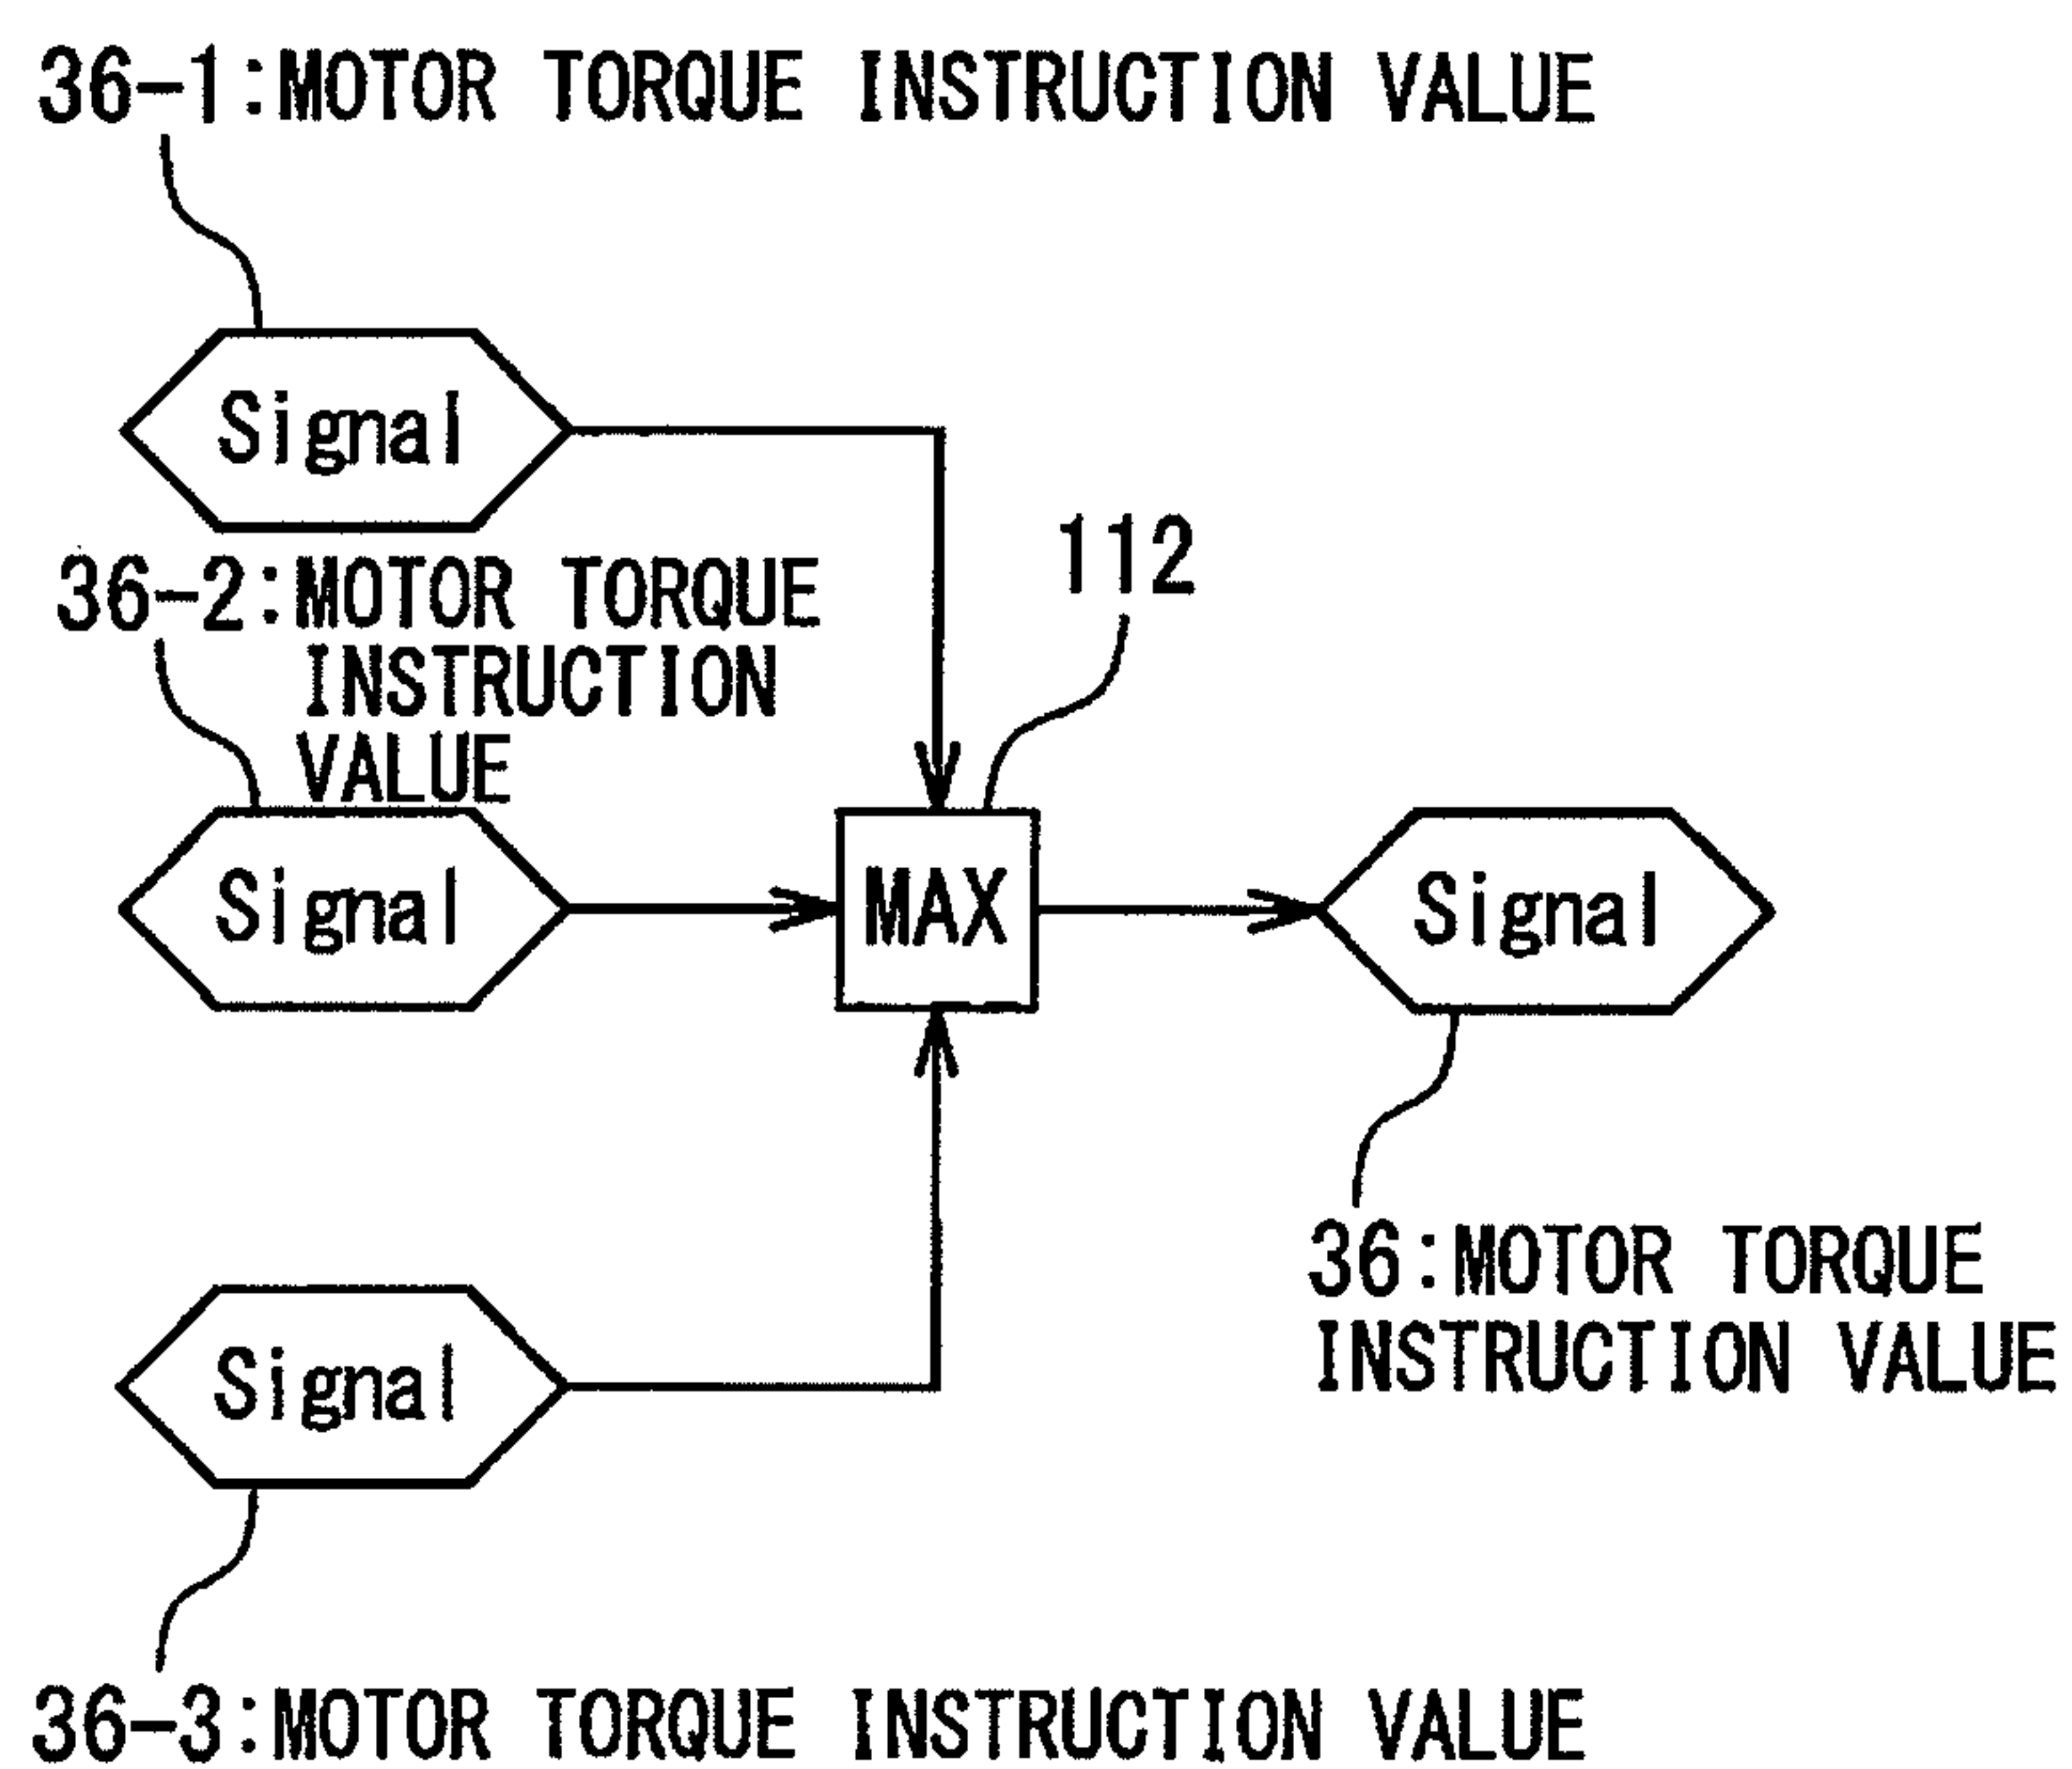 36-1:MOTOR TORQUE INSTRUCTION VALUE
Signal
36-2:MOTOR TORQUE
INSTRUCTION
VALUE
112
Signal
MAX
Signal
36:MOTOR TORQUE
INSTRUCTION VALUE
Signal
36-3:MOTOR TORQUE INSTRUCTION VALUE